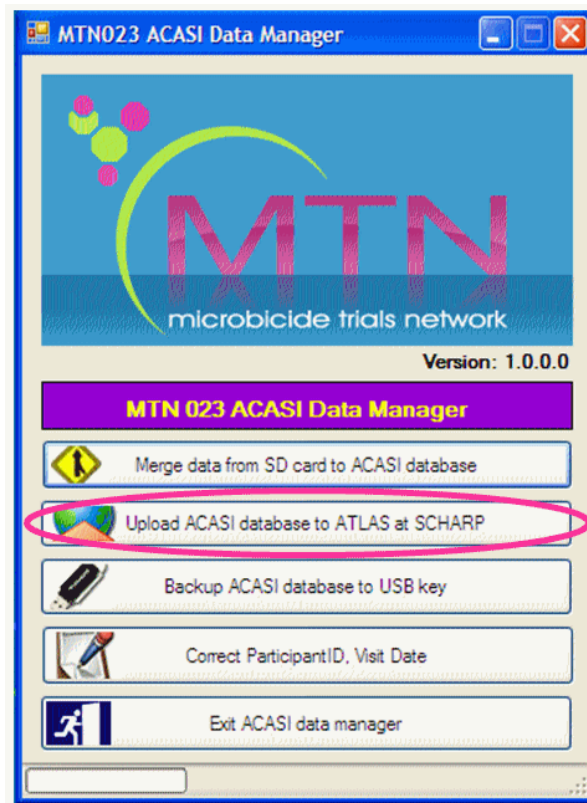 MTN023 ACASI Data Manager
MTN
microbicide trials network
Version: 1.0.0.0
MTN 023 ACASI Data Manager
Merge data from SD card to ACASI database
Upload ACASI database to ATLAS at SCHARP
Backup ACASI database to USB key
Correct ParticipantID, Visit Date
Exit ACASI data manager